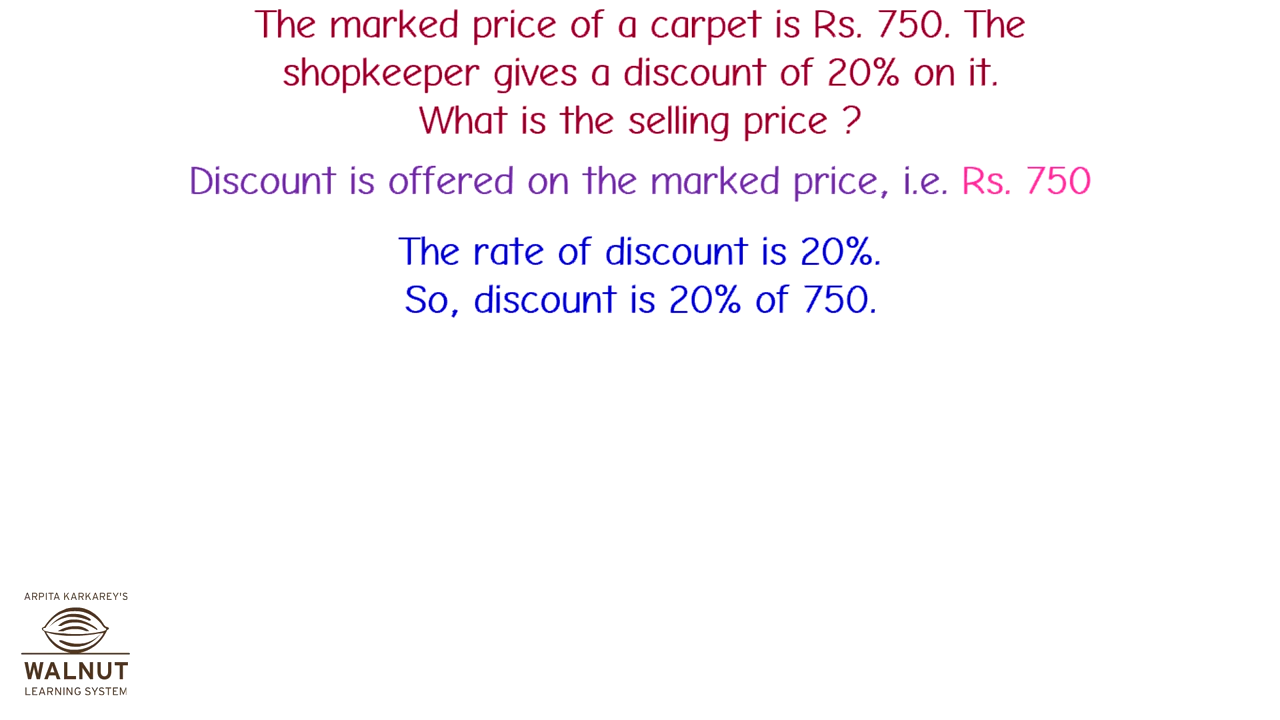 The marked price of a carpet is Rs. 750. The
shopkeeper gives a discount of 20% on it.
What is the selling price ?
Discount is offered on the marked price, i.e. Rs. 750
The rate of discount is 20%.
So, discount is 20% of 750.
ARPITA KARKAREY'S
WALNUT
LEARNING SYSTEM